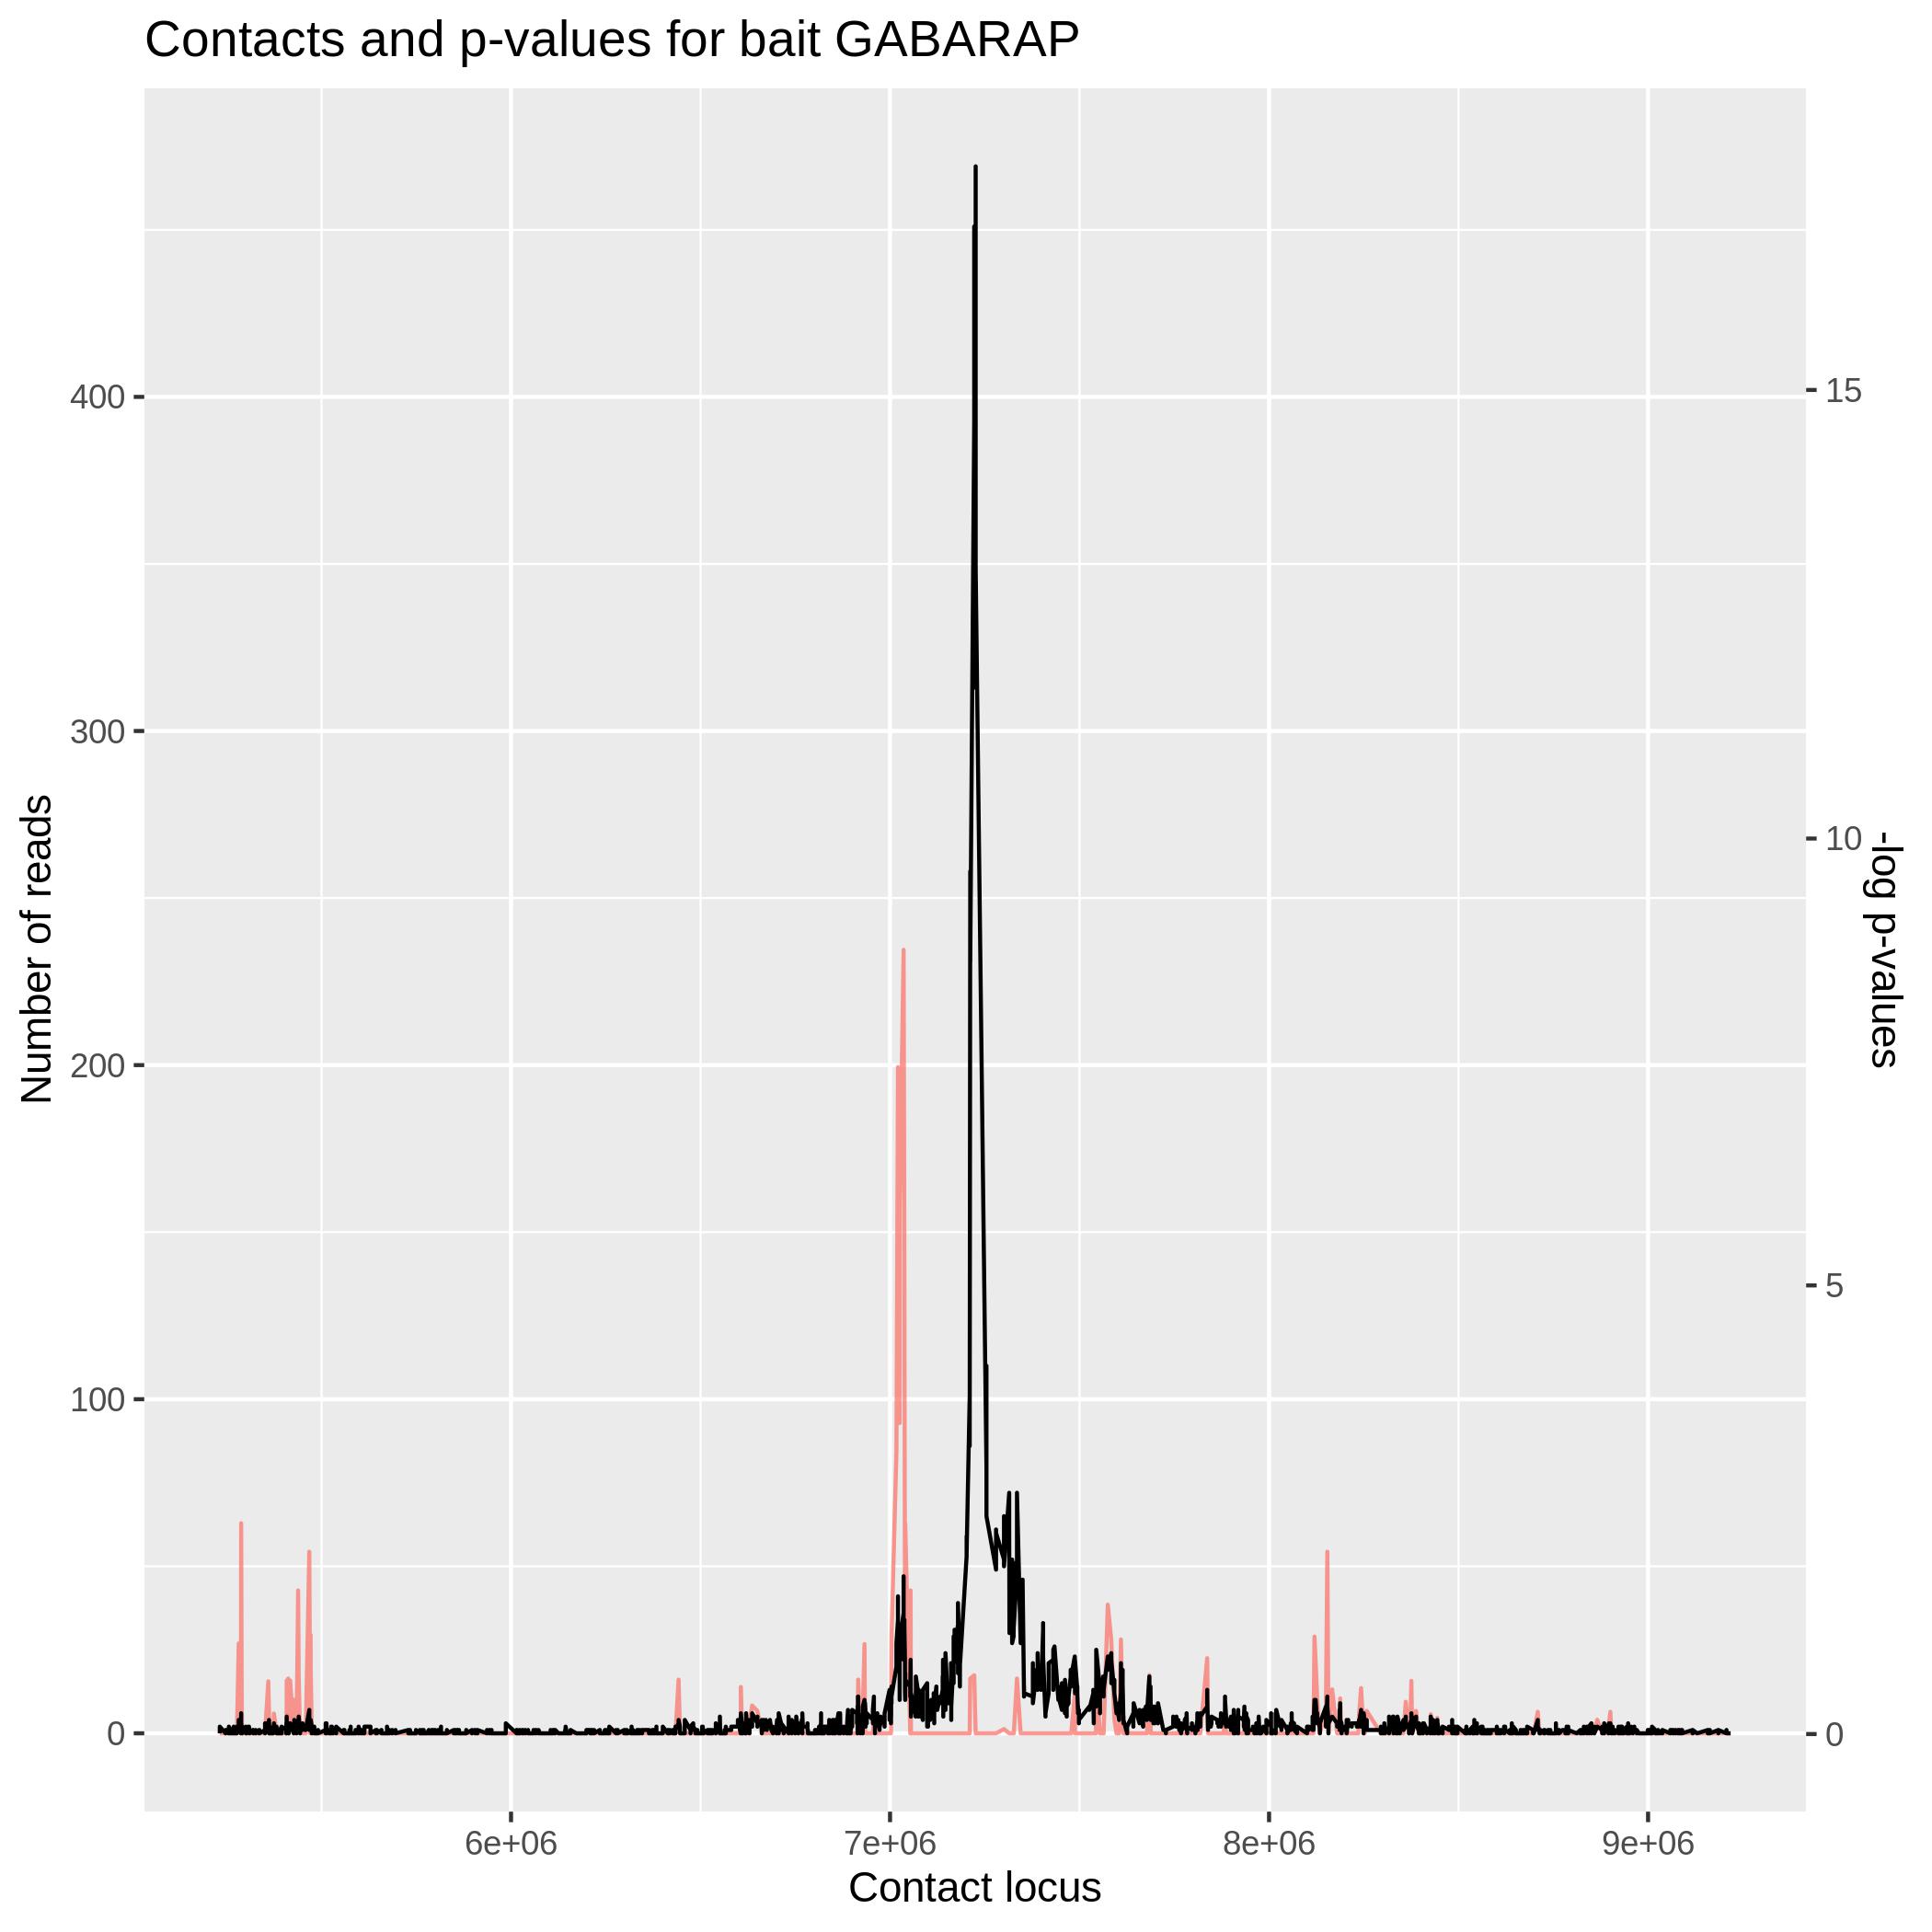 Contacts and p-values for bait GABARAP
Number of reads
400
300
200
100
0
15
10
5
0
-log p-values
6e+06 7e+06 8e+06 9e+06
Contact locus